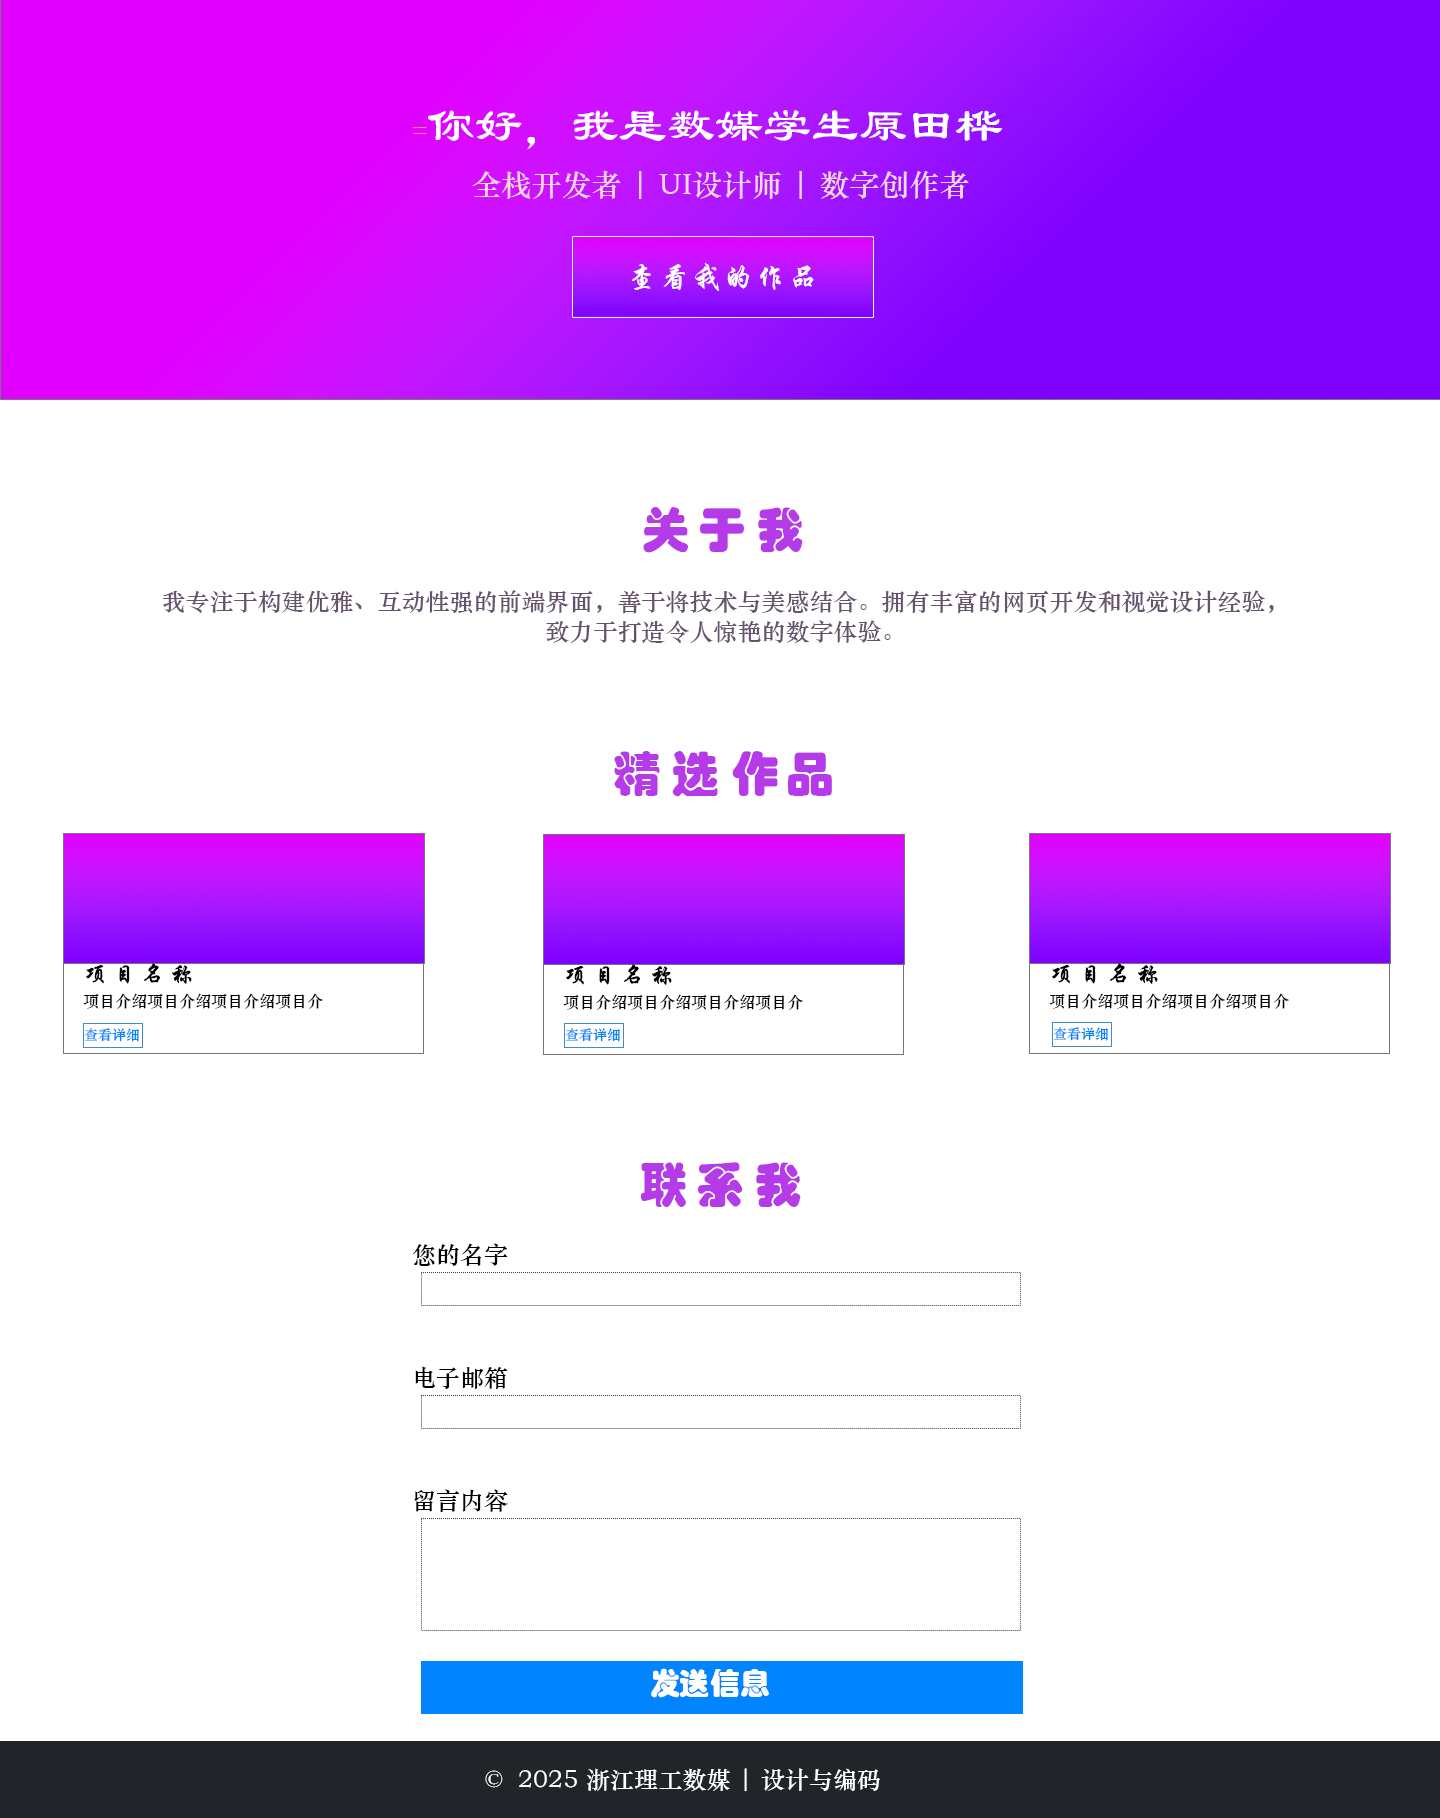 你好，我是数媒学生原田桦
全栈开发者 | UI设计师 | 数字创作者
查看我的作品
关于我
我专注于构建优雅、互动性强的前端界面，善于将技术与美感结合。拥有丰富的网页开发和视觉设计经验，
致力于打造令人惊艳的数字体验。
精选作品
项目名称
项目介绍项目介绍项目介绍项目介
查看详细
项目名称
项目介绍项目介绍项目介绍项目介
查看详细
项目名称
项目介绍项目介绍项目介绍项目介
查看详细
联系我
您的名字
电子邮箱
留言内容
发送信息
© 2025 浙江理工数媒 | 设计与编码